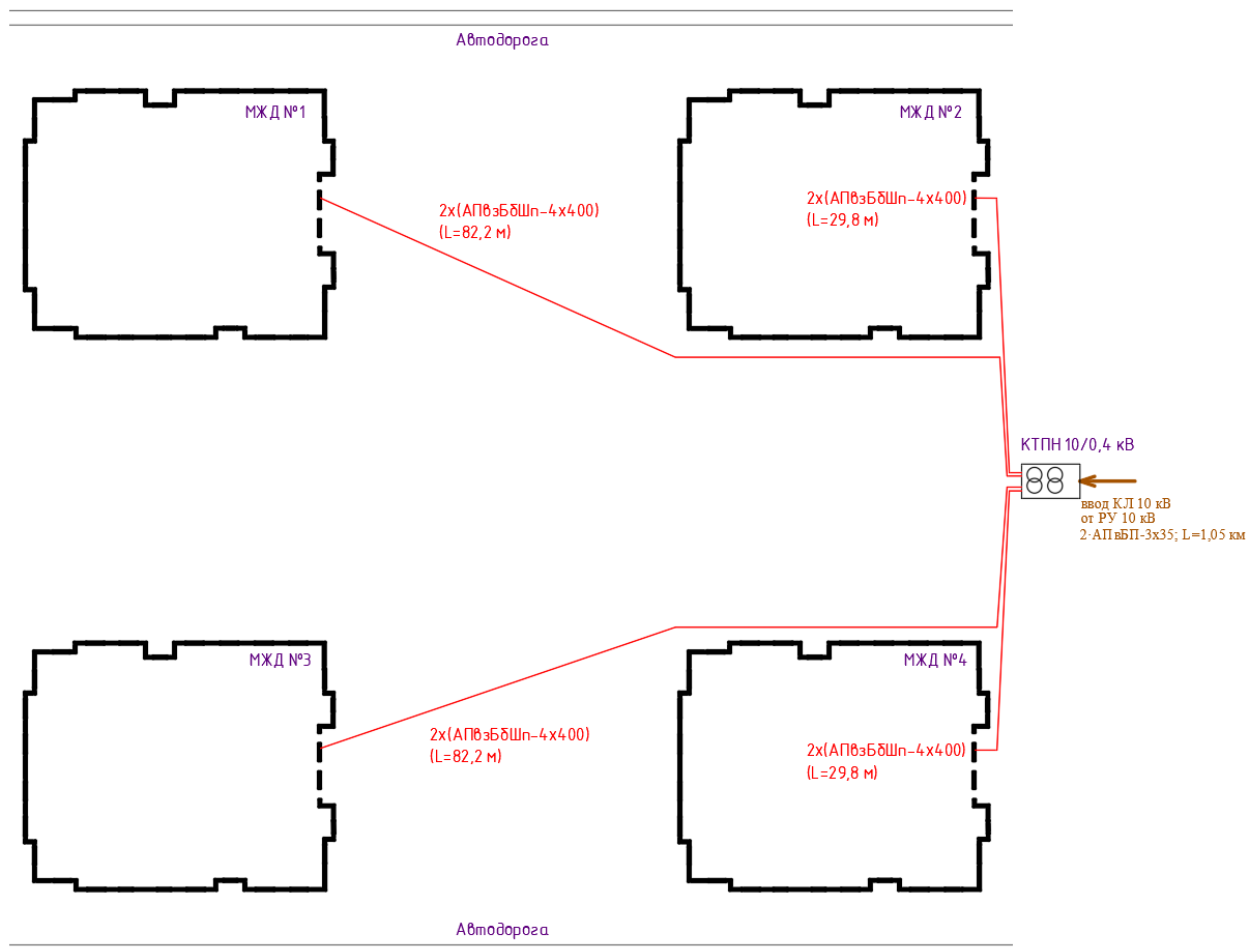 Автодорога
МЖД №1
МЖД №2
2х(АПвзБбШп-4х400)
(L=82,2 м)
2х(АПвзБбШп-4х400)
(L=29,8 м)
КТПН 10/0,4 кВ
ввод КЛ 10 кВ
от РУ 10 кВ
2·АПвБП-3х35; L=1,05 км
МЖД №3
МЖД №4
2х(АПвзБбШп-4х400)
(L=82,2 м)
2х(АПвзБбШп-4х400)
(L=29,8 м)
Автодорога